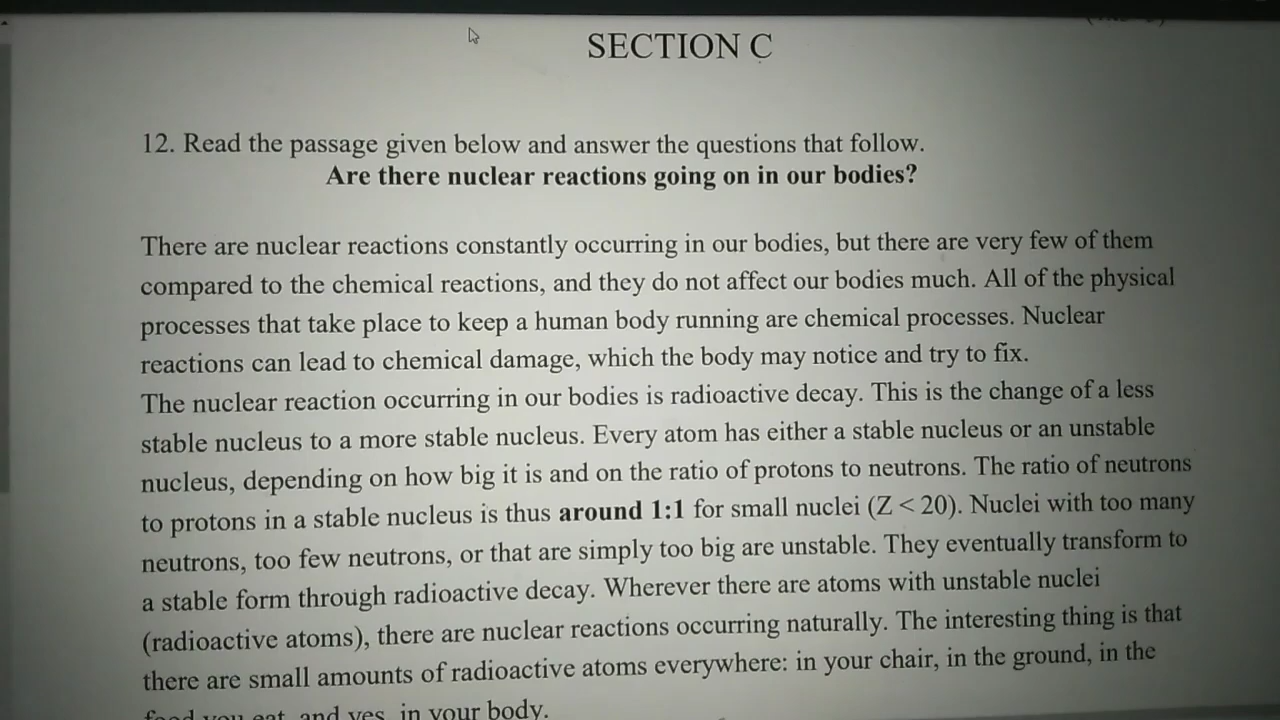 SECTION C
12. Read the passage given below and answer the questions that follow.
Are there nuclear reactions going on in our bodies?
There are nuclear reactions constantly occurring in our bodies, but there are very few of them
compared to the chemical reactions, and they do not affect our bodies much. All of the physical
processes that take place to keep a human body running are chemical processes. Nuclear
reactions can lead to chemical damage, which the body may notice and try to fix.
The nuclear reaction occurring in our bodies is radioactive decay. This is the change of a less
stable nucleus to a more stable nucleus. Every atom has either a stable nucleus or an unstable
nucleus, depending on how big it is and on the ratio of protons to neutrons. The ratio of neutrons
to protons in a stable nucleus is thus around 1:1 for small nuclei (Z < 20). Nuclei with too many
neutrons, too few neutrons, or that are simply too big are unstable. They eventually transform to
a stable form through radioactive decay. Wherever there are atoms with unstable nuclei
(radioactive atoms), there are nuclear reactions occurring naturally. The interesting thing is that
there are small amounts of radioactive atoms everywhere: in your chair, in the ground, in the
food you eat, and yes, in your body.